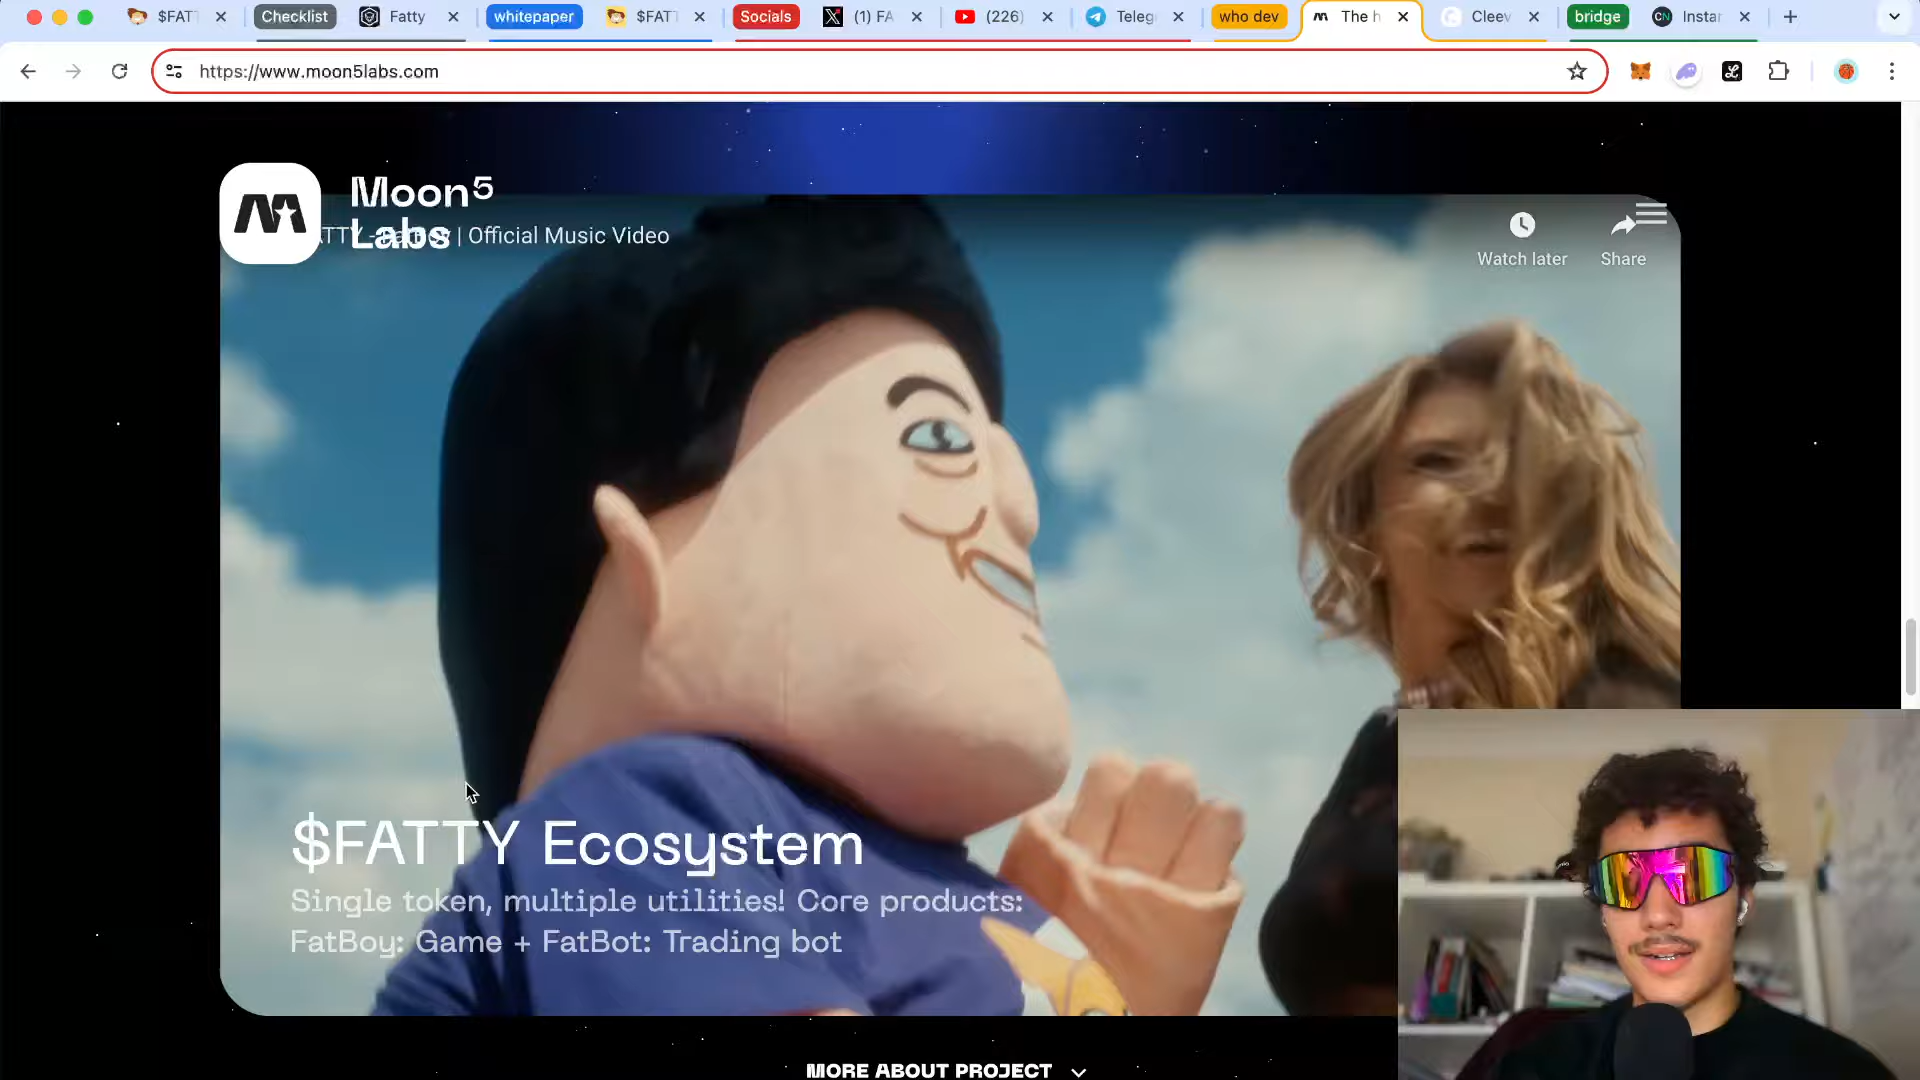 $FAT
Checklist
Fatty
whitepaper
$FAT
Socials
(1) FA
(226)
Teleg
who dev
The h
Cleev
bridge
Instar
https://www.moon5labs.com
Moon5
Labs
| Official Music Video
Watch later
Share
$FATTY Ecosystem
Single token, multiple utilities! Core products:
FatBoy: Game + FatBot: Trading bot
MORE ABOUT PROJECT